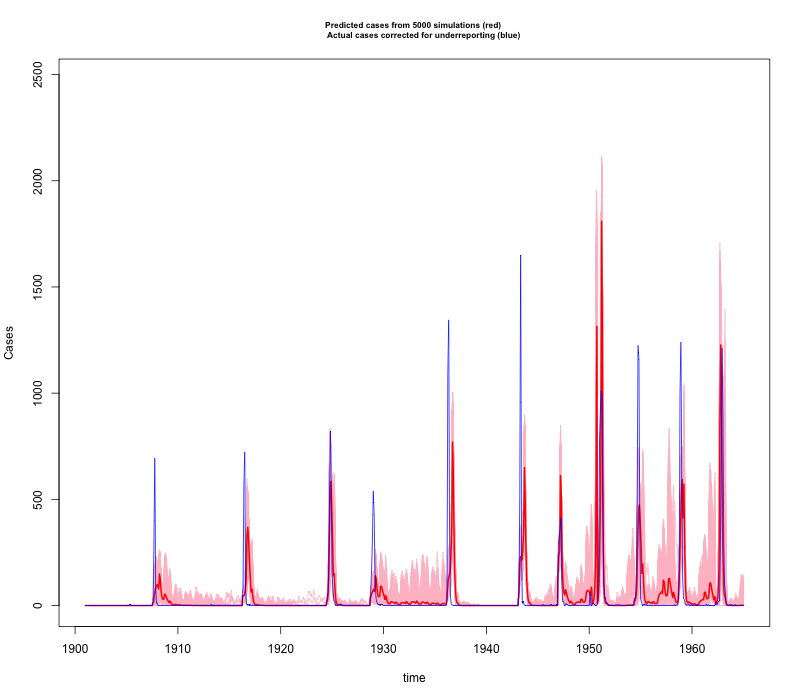 Predicted cases from 5000 simulations (red)
Actual cases corrected for underreporting (blue)
2500
2000
1500
1000
500
0
Cases
1900 1910 1920 1930 1940 1950 1960
time